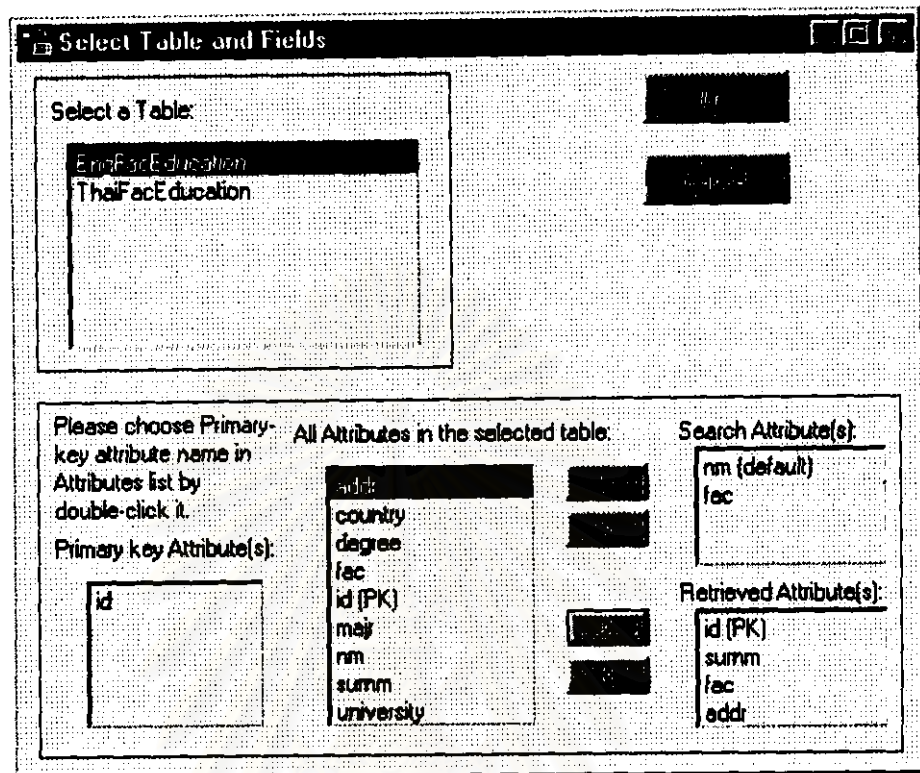 Select Table and Fields
Select a Table:
EngFacEducation
ThaiFacEducation
Please choose Primary-
key attribute name in
Attributes list by
double-click it.
Primary key Attribute(s):
id
All Attributes in the selected table:
addr
country
degree
fac
id (PK)
majr
nm
summ
university
Search Attribute(s):
nm (default)
fac
Retrieved Attribute(s):
id (PK)
summ
fac
addr